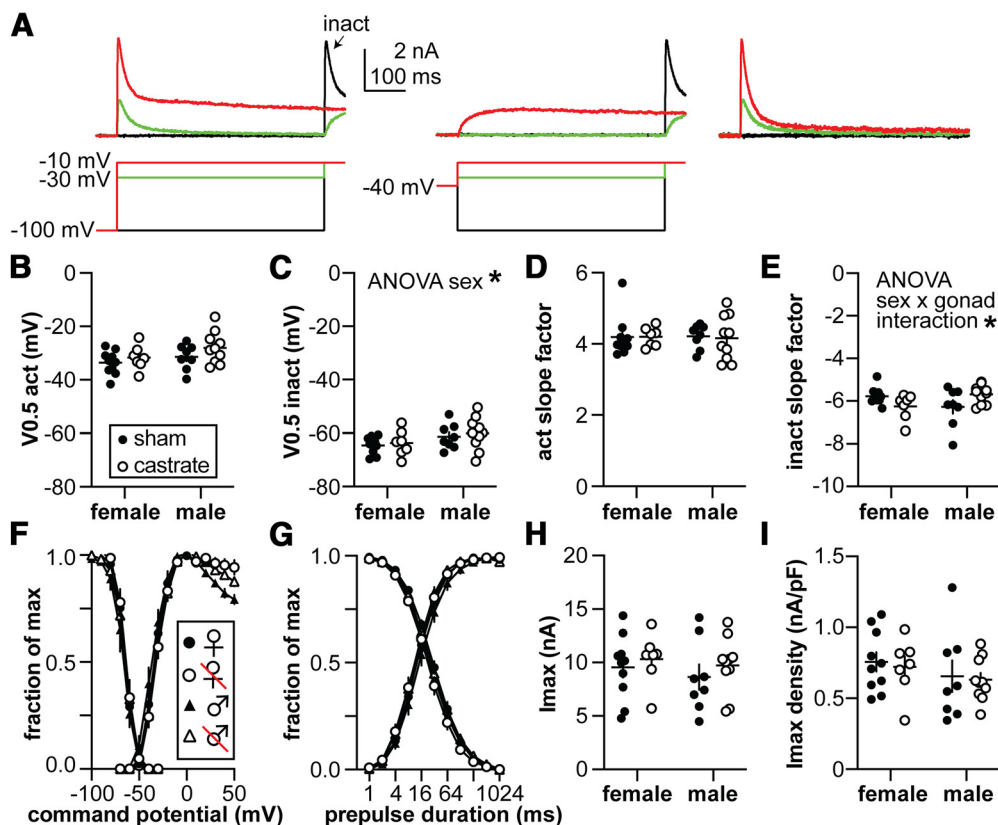 A
inact
2 nA
100 ms
-10 mV
-30 mV
-100 mV
-40 mV
B
0
-20
-40
-60
-80
V0.5 act (mV)
sham
castrate
female male
C
0
-20
-40
-60
-80
V0.5 inact (mV)
ANOVA sex *
female male
D
6
4
2
0
act slope factor
female male
E
0
-2
-4
-6
-8
-10
inact slope factor
ANOVA
sex x gonad
interaction *
female male
F
1.0
0.5
0.0
fraction of max
♀
♀
♂
♂
-100 -50 0 50
command potential (mV)
G
1.0
0.5
0.0
fraction of max
1 4 16 64 1024
prepulse duration (ms)
H
20
15
10
5
0
Imax (nA)
female male
I
1.5
1.0
0.5
0.0
Imax density (nA/pF)
female male